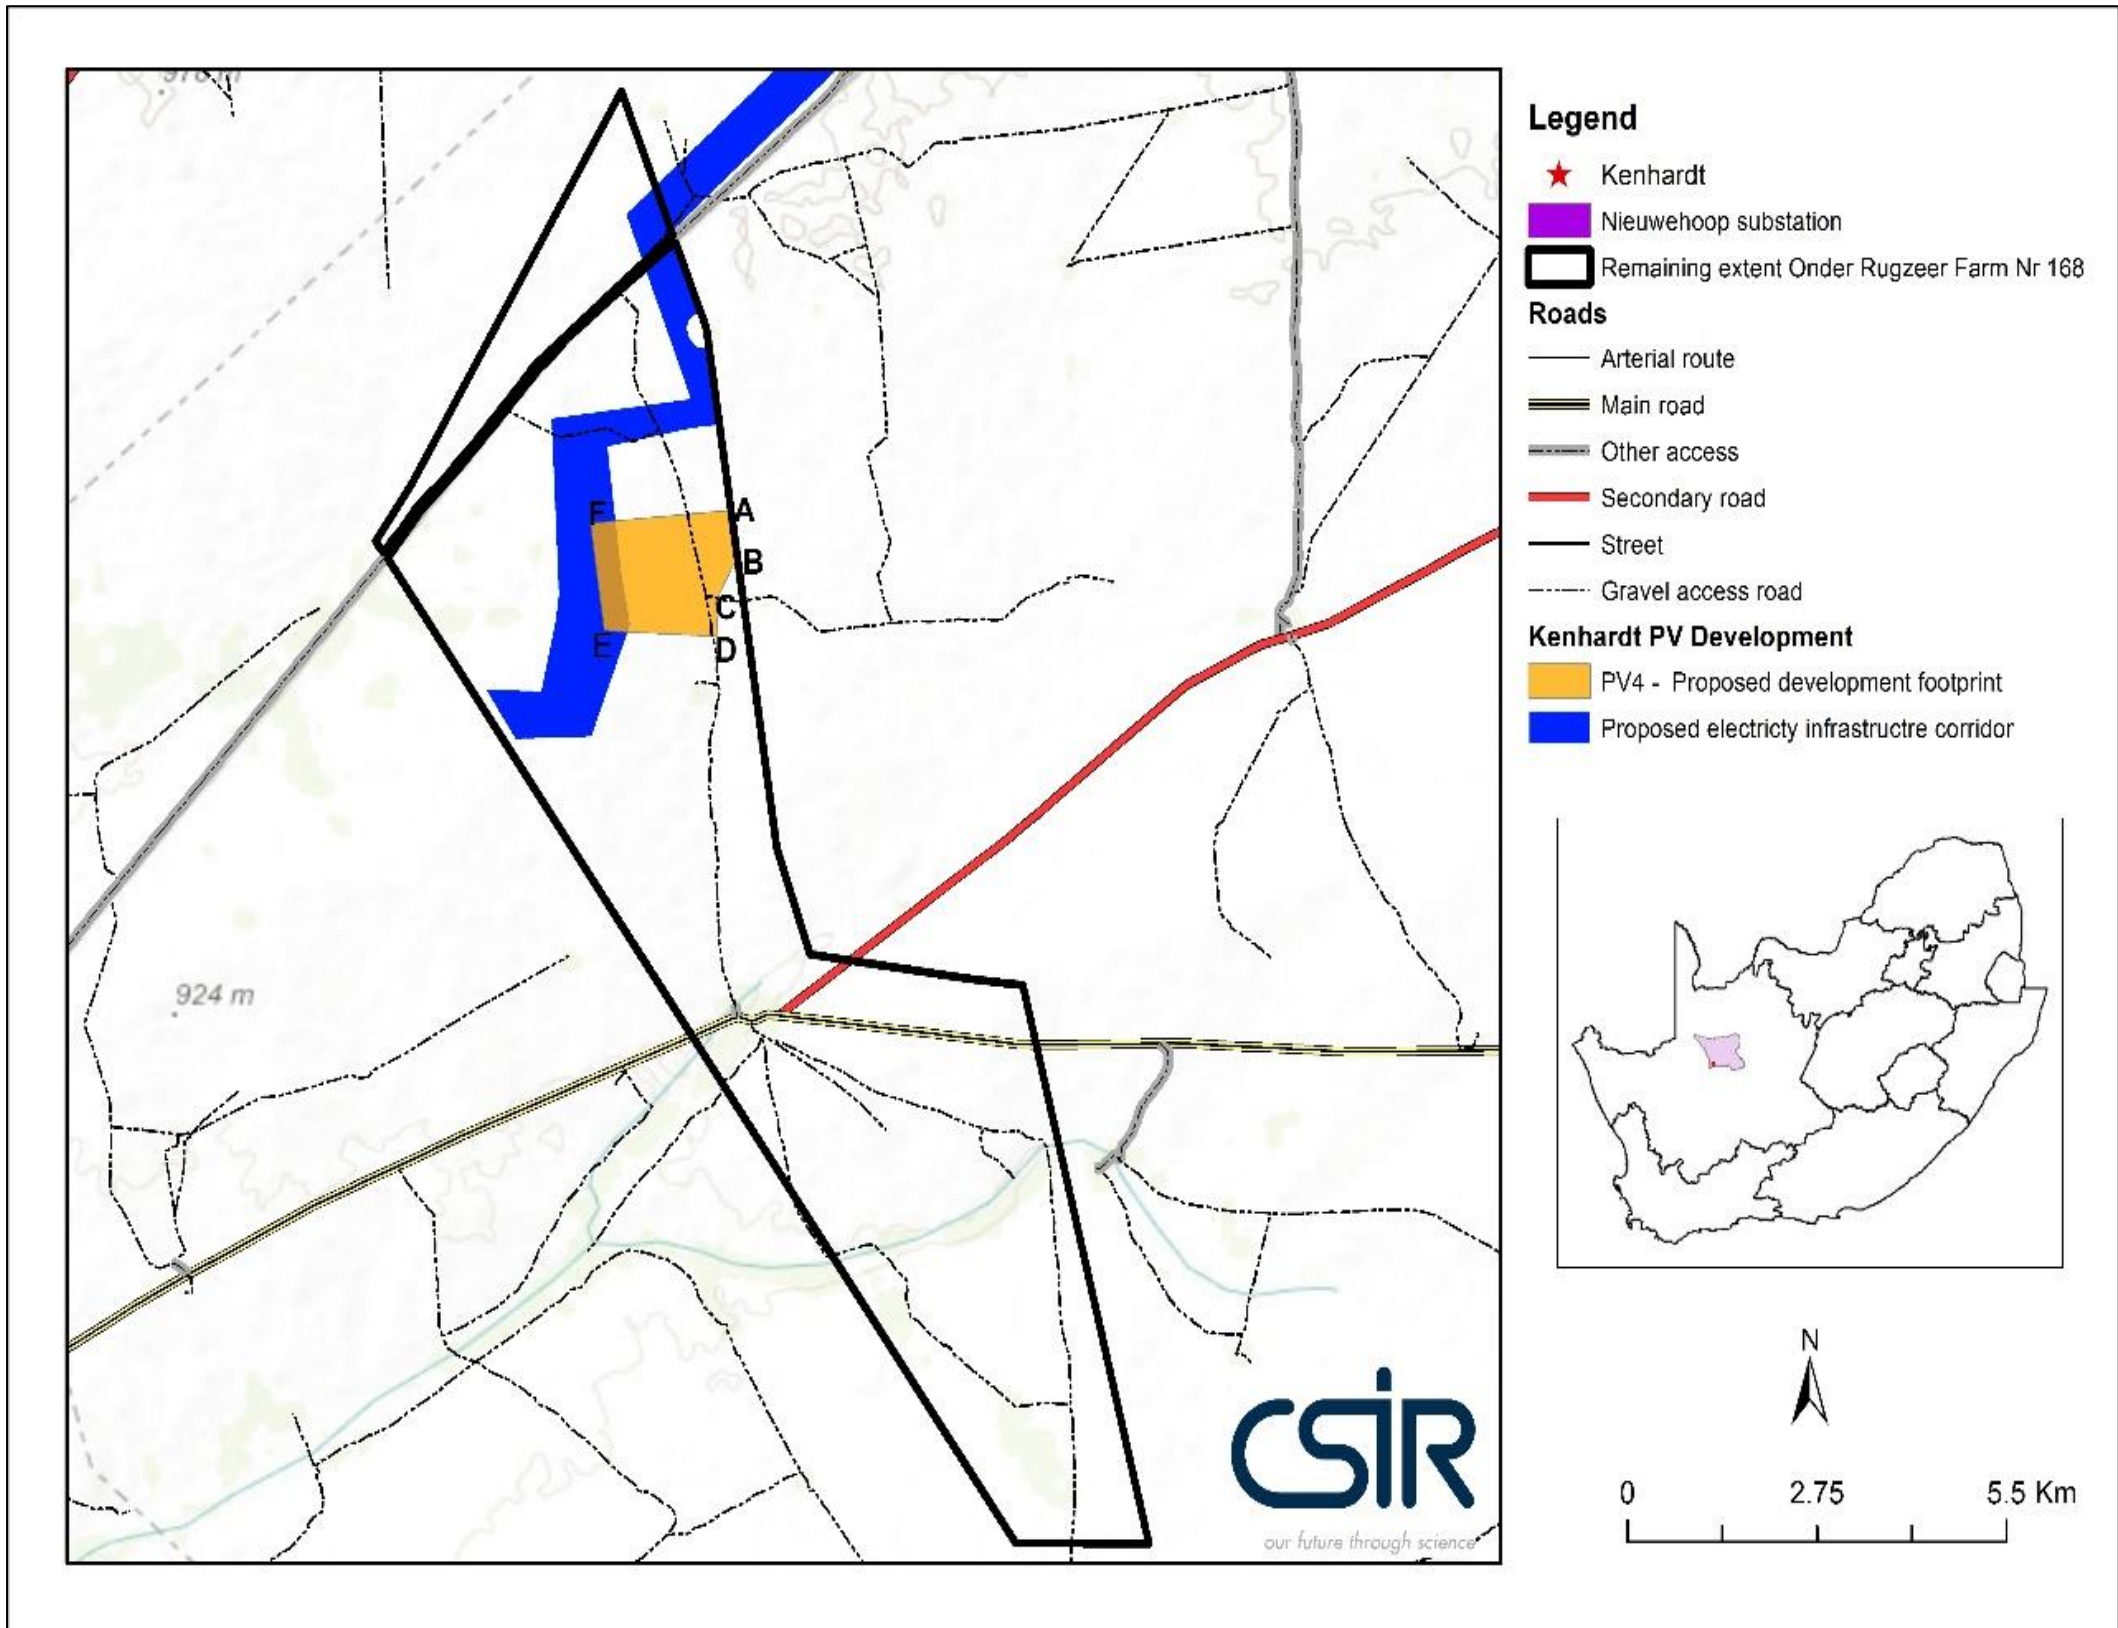 978 m
F
A
B
C
E
D
924 m
CSIR
our future through science
Legend
Kenhardt
Nieuwehoop substation
Remaining extent Onder Rugzeer Farm Nr 168
Roads
Arterial route
Main road
Other access
Secondary road
Street
Gravel access road
Kenhardt PV Development
PV4 - Proposed development footprint
Proposed electricty infrastructre corridor
N
0 2.75 5.5 Km